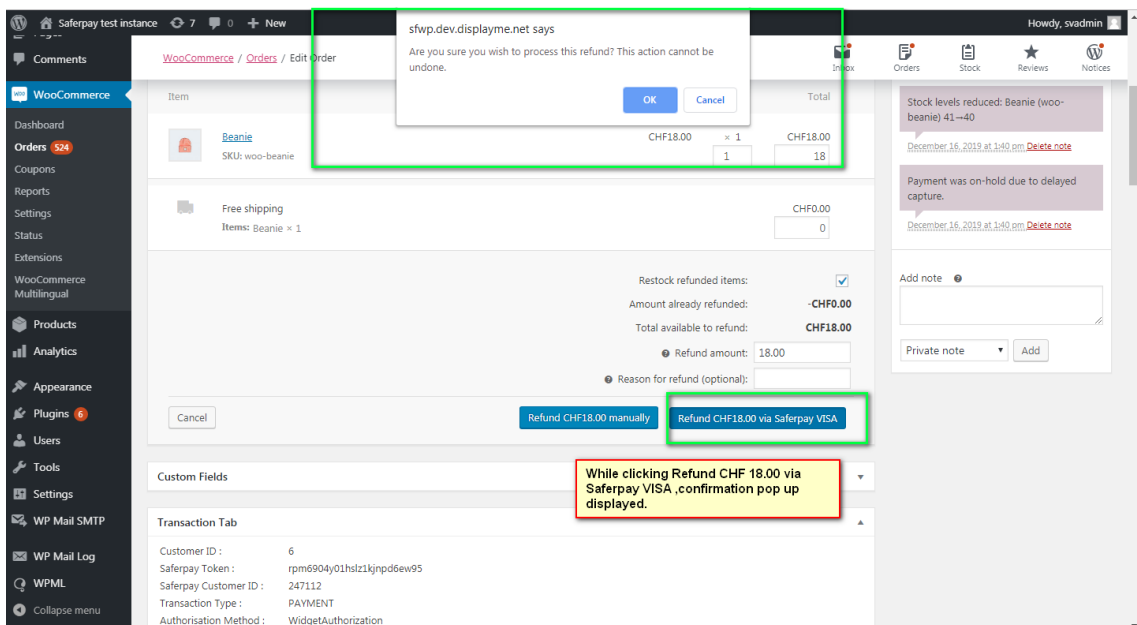 Saferpay test instance 7 0 + New
Howdy, svadmin
sfwp.dev.displayme.net says
Are you sure you wish to process this refund? This action cannot be
undone.
OK Cancel
Comments
WooCommerce
Dashboard
Orders 524
Coupons
Reports
Settings
Status
Extensions
WooCommerce
Multilingual
Products
Analytics
Appearance
Plugins 6
Users
Tools
Settings
WP Mail SMTP
WP Mail Log
WPML
Collapse menu
WooCommerce / Orders / Edit Order
Inbox
Orders
Stock
Reviews
Notices
Item
Total
Beanie CHF18.00 × 1 CHF18.00
SKU: woo-beanie 1 18
Free shipping CHF0.00
Items: Beanie × 1 0
Restock refunded items:
Amount already refunded: -CHF0.00
Total available to refund: CHF18.00
Refund amount: 18.00
Reason for refund (optional):
Cancel
Refund CHF18.00 manually
Refund CHF18.00 via Saferpay VISA
While clicking Refund CHF 18.00 via
Saferpay VISA ,confirmation pop up
displayed.
Custom Fields
Transaction Tab
Customer ID : 6
Saferpay Token : rpm6904y01hslz1kjnpd6ew95
Saferpay Customer ID : 247112
Transaction Type : PAYMENT
Authorisation Method : WidgetAuthorization
Stock levels reduced: Beanie (woo-
beanie) 41→40
December 16, 2019 at 1:40 pm Delete note
Payment was on-hold due to delayed
capture.
December 16, 2019 at 1:40 pm Delete note
Add note
Private note
Add